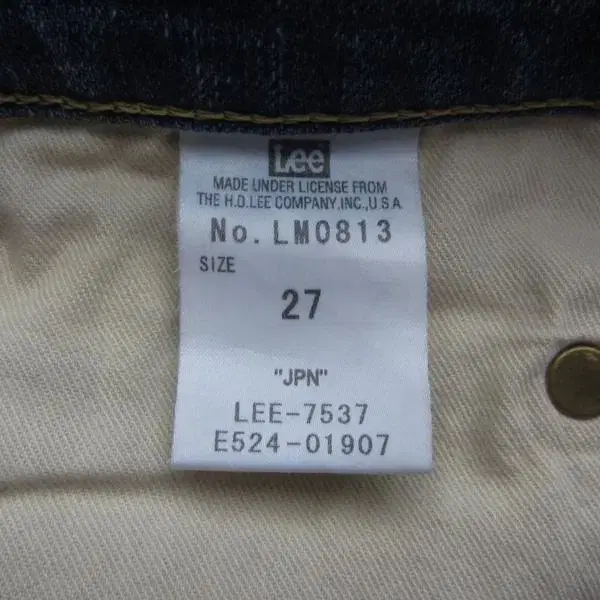 Lee
MADE UNDER LICENSE FROM
THE H.D.LEE COMPANY,INC.,U.S.A
No. LM0813
SIZE
27
"JPN"
LEE-7537
E524-01907